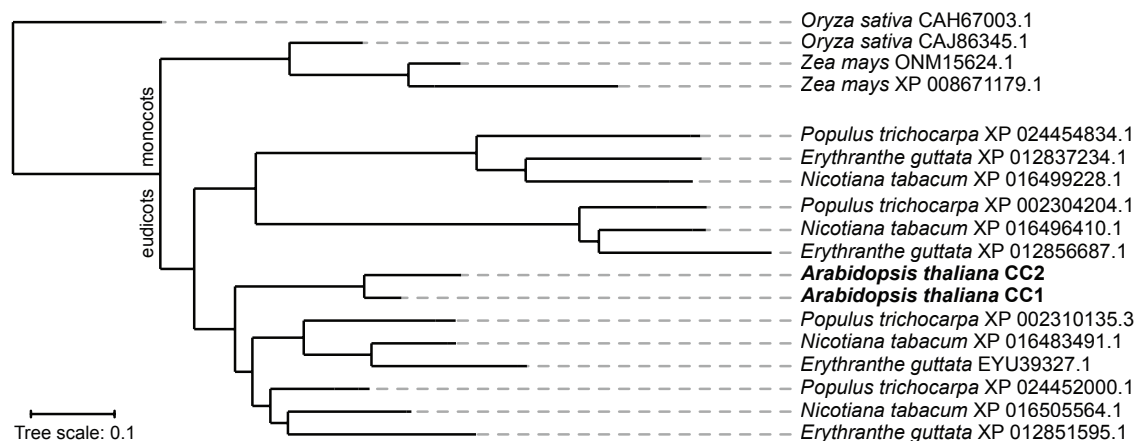 Oryza sativa CAH67003.1
Oryza sativa CAJ86345.1
Zea mays ONM15624.1
Zea mays XP 008671179.1
monocots
Populus trichocarpa XP 024454834.1
Erythranthe guttata XP 012837234.1
Nicotiana tabacum XP 016499228.1
eudicots
Populus trichocarpa XP 002304204.1
Nicotiana tabacum XP 016496410.1
Erythranthe guttata XP 012856687.1
Arabidopsis thaliana CC2
Arabidopsis thaliana CC1
Populus trichocarpa XP 002310135.3
Nicotiana tabacum XP 016483491.1
Erythranthe guttata EYU39327.1
Populus trichocarpa XP 024452000.1
Nicotiana tabacum XP 016505564.1
Erythranthe guttata XP 012851595.1
Tree scale: 0.1